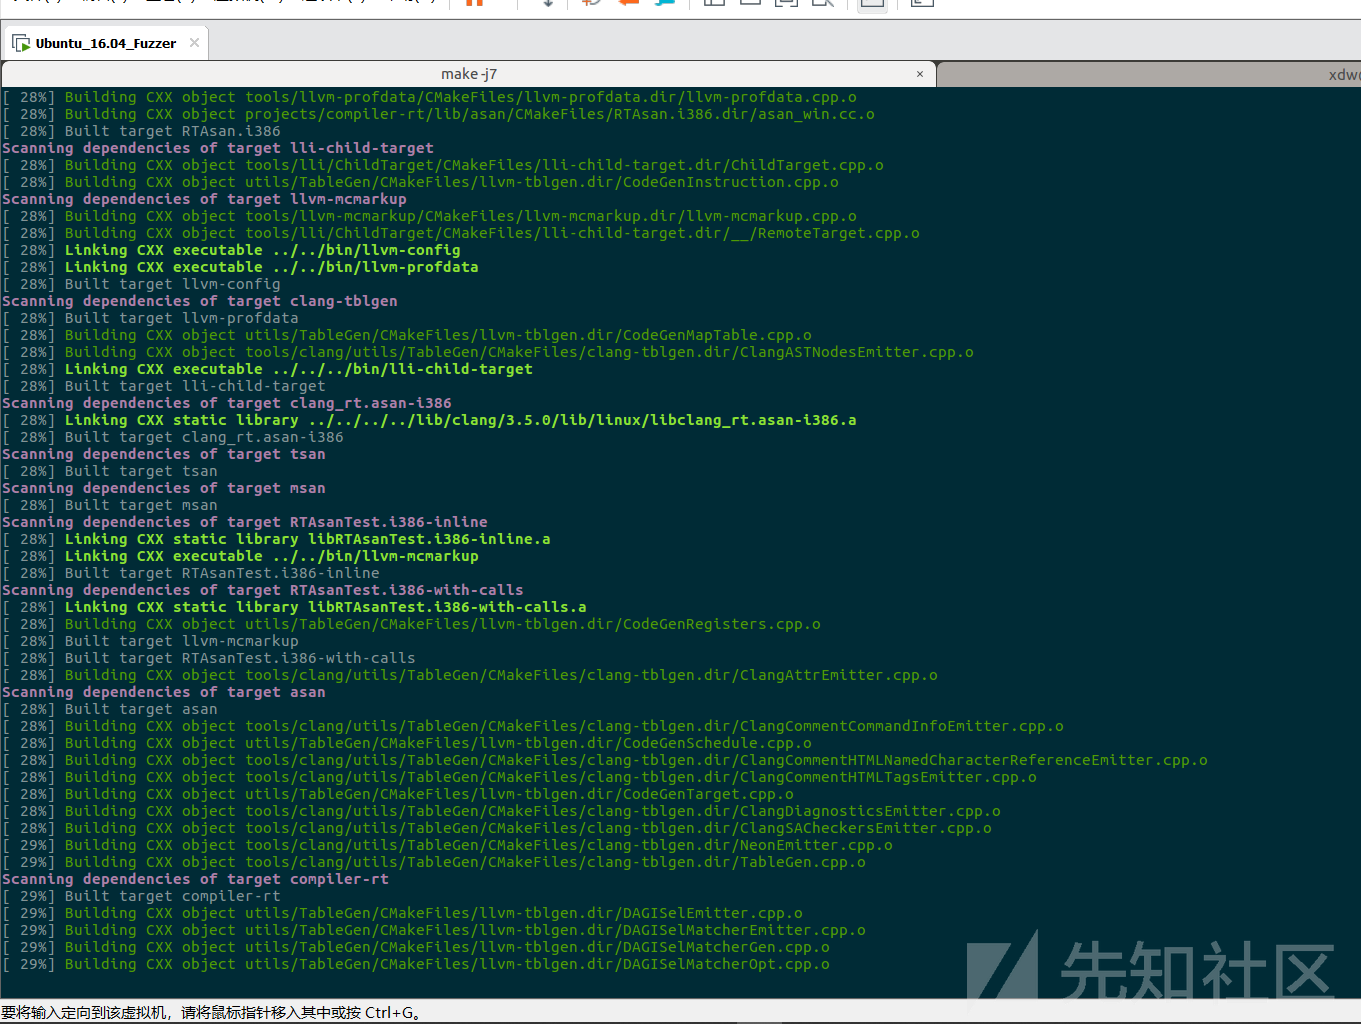 Ubuntu_16.04_Fuzzer
make -j7
[ 28%] Building CXX object tools/llvm-profdata/CMakeFiles/llvm-profdata.dir/llvm-profdata.cpp.o
[ 28%] Building CXX object projects/compiler-rt/lib/asan/CMakeFiles/RTAsan.i386.dir/asan_win.cc.o
[ 28%] Built target RTAsan.i386
Scanning dependencies of target lli-child-target
[ 28%] Building CXX object tools/lli/ChildTarget/CMakeFiles/lli-child-target.dir/ChildTarget.cpp.o
[ 28%] Building CXX object utils/TableGen/CMakeFiles/llvm-tblgen.dir/CodeGenInstruction.cpp.o
Scanning dependencies of target llvm-mcmarkup
[ 28%] Building CXX object tools/llvm-mcmarkup/CMakeFiles/llvm-mcmarkup.dir/llvm-mcmarkup.cpp.o
[ 28%] Building CXX object tools/lli/ChildTarget/CMakeFiles/lli-child-target.dir/__/RemoteTarget.cpp.o
[ 28%] Linking CXX executable ../../bin/llvm-config
[ 28%] Linking CXX executable ../../bin/llvm-profdata
[ 28%] Built target llvm-config
Scanning dependencies of target clang-tblgen
[ 28%] Built target llvm-profdata
[ 28%] Building CXX object utils/TableGen/CMakeFiles/llvm-tblgen.dir/CodeGenMapTable.cpp.o
[ 28%] Building CXX object tools/clang/utils/TableGen/CMakeFiles/clang-tblgen.dir/ClangASTNodesEmitter.cpp.o
[ 28%] Linking CXX executable ../../../bin/lli-child-target
[ 28%] Built target lli-child-target
Scanning dependencies of target clang_rt.asan-i386
[ 28%] Linking CXX static library ../../../../lib/clang/3.5.0/lib/linux/libclang_rt.asan-i386.a
[ 28%] Built target clang_rt.asan-i386
Scanning dependencies of target tsan
[ 28%] Built target tsan
Scanning dependencies of target msan
[ 28%] Built target msan
Scanning dependencies of target RTAsanTest.i386-inline
[ 28%] Linking CXX static library libRTAsanTest.i386-inline.a
[ 28%] Linking CXX executable ../../bin/llvm-mcmarkup
[ 28%] Built target RTAsanTest.i386-inline
Scanning dependencies of target RTAsanTest.i386-with-calls
[ 28%] Linking CXX static library libRTAsanTest.i386-with-calls.a
[ 28%] Building CXX object utils/TableGen/CMakeFiles/llvm-tblgen.dir/CodeGenRegisters.cpp.o
[ 28%] Built target llvm-mcmarkup
[ 28%] Built target RTAsanTest.i386-with-calls
[ 28%] Building CXX object tools/clang/utils/TableGen/CMakeFiles/clang-tblgen.dir/ClangAttrEmitter.cpp.o
Scanning dependencies of target asan
[ 28%] Built target asan
[ 28%] Building CXX object tools/clang/utils/TableGen/CMakeFiles/clang-tblgen.dir/ClangCommentCommandInfoEmitter.cpp.o
[ 28%] Building CXX object utils/TableGen/CMakeFiles/llvm-tblgen.dir/CodeGenSchedule.cpp.o
[ 28%] Building CXX object tools/clang/utils/TableGen/CMakeFiles/clang-tblgen.dir/ClangCommentHTMLNamedCharacterReferenceEmitter.cpp.o
[ 28%] Building CXX object tools/clang/utils/TableGen/CMakeFiles/clang-tblgen.dir/ClangCommentHTMLTagsEmitter.cpp.o
[ 28%] Building CXX object utils/TableGen/CMakeFiles/llvm-tblgen.dir/CodeGenTarget.cpp.o
[ 28%] Building CXX object tools/clang/utils/TableGen/CMakeFiles/clang-tblgen.dir/ClangDiagnosticsEmitter.cpp.o
[ 28%] Building CXX object tools/clang/utils/TableGen/CMakeFiles/clang-tblgen.dir/ClangSACheckersEmitter.cpp.o
[ 29%] Building CXX object tools/clang/utils/TableGen/CMakeFiles/clang-tblgen.dir/NeonEmitter.cpp.o
[ 29%] Building CXX object tools/clang/utils/TableGen/CMakeFiles/clang-tblgen.dir/TableGen.cpp.o
Scanning dependencies of target compiler-rt
[ 29%] Built target compiler-rt
[ 29%] Building CXX object utils/TableGen/CMakeFiles/llvm-tblgen.dir/DAGISelEmitter.cpp.o
[ 29%] Building CXX object utils/TableGen/CMakeFiles/llvm-tblgen.dir/DAGISelMatcherEmitter.cpp.o
[ 29%] Building CXX object utils/TableGen/CMakeFiles/llvm-tblgen.dir/DAGISelMatcherGen.cpp.o
[ 29%] Building CXX object utils/TableGen/CMakeFiles/llvm-tblgen.dir/DAGISelMatcherOpt.cpp.o
先知社区
要将输入定向到该虚拟机，请将鼠标指针移入其中或按 Ctrl+G。